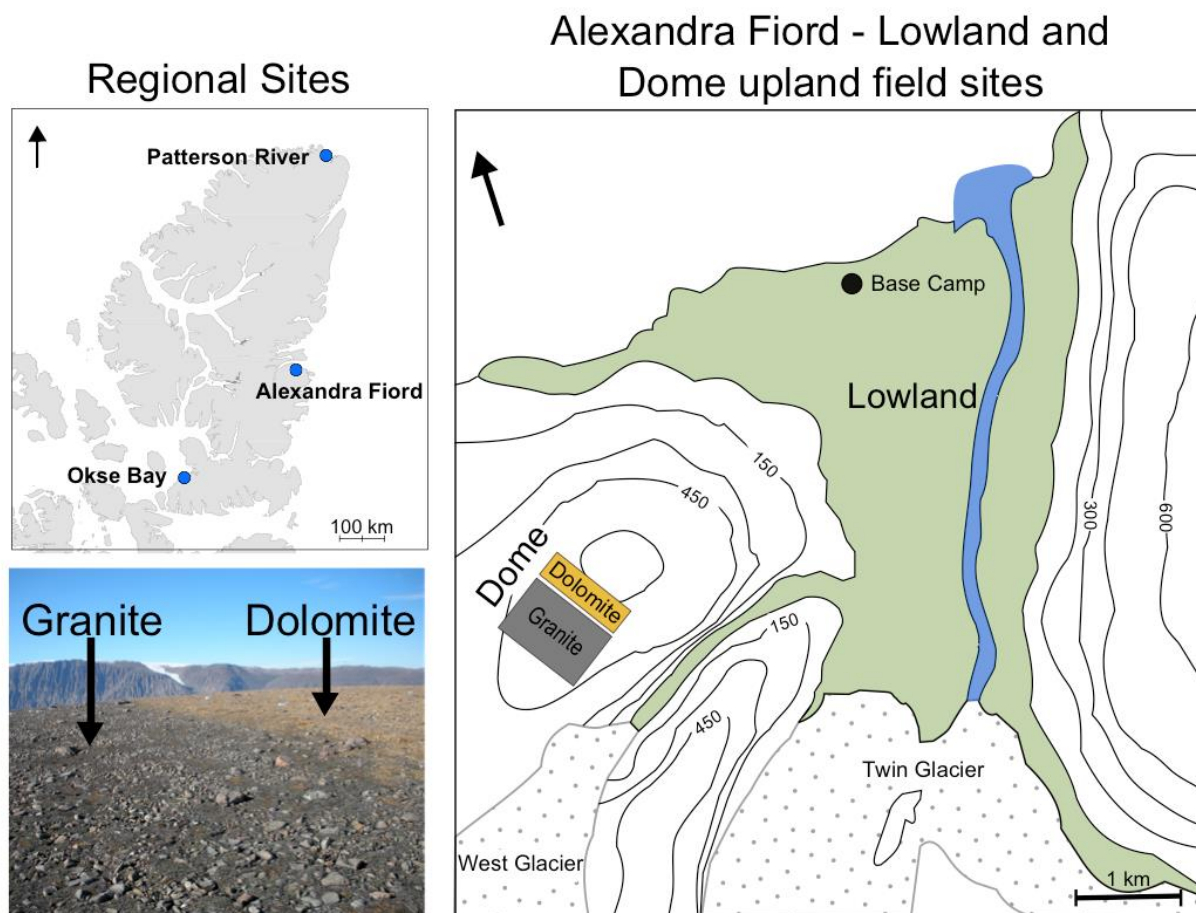 Regional Sites
Patterson River
Alexandra Fiord
Okse Bay
100 km
Granite
Dolomite
Alexandra Fiord - Lowland and
Dome upland field sites
Base Camp
Lowland
150
450
300
600
Dome
Dolomite
Granite
150
450
Twin Glacier
West Glacier
1 km